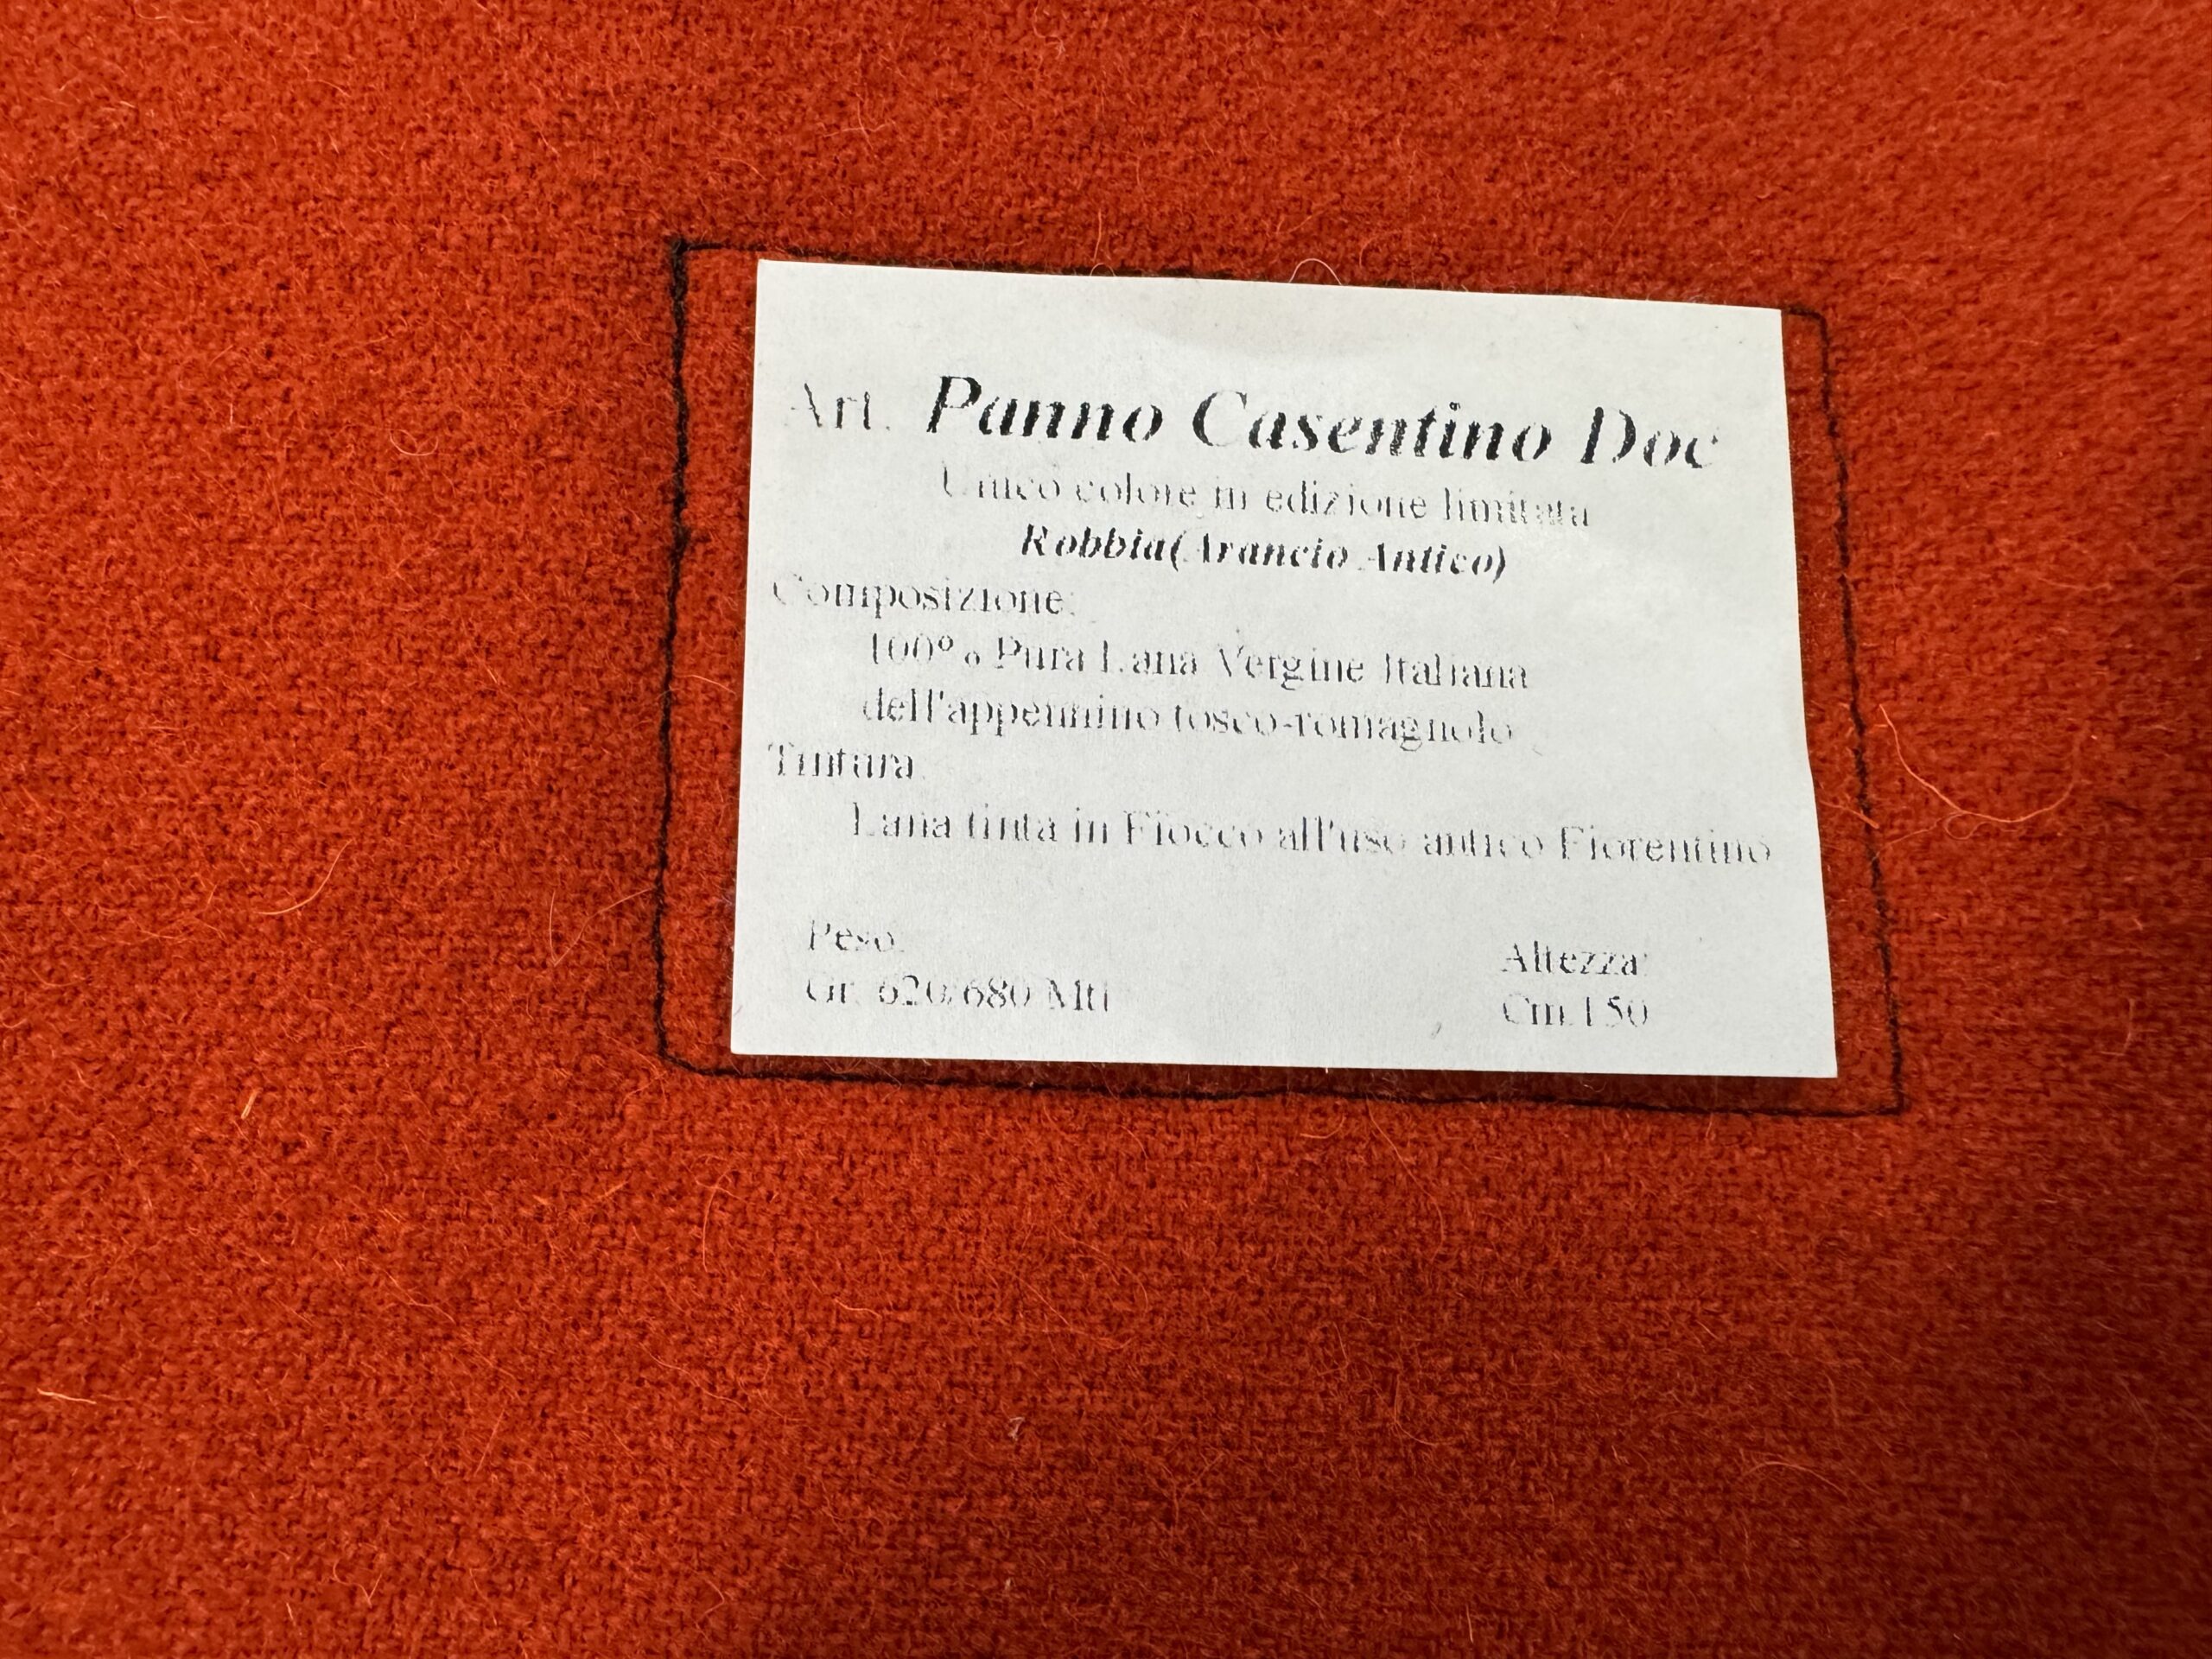 Art. Panno Casentino Doc
Unico colore in edizione limitata
Robbia(Arancio Antico)
Composizione:
100% Pura Lana Vergine Italiana
dell'appennino tosco-romagnolo
Tintura:
Lana tinta in Fiocco all'uso antico Fiorentino
Peso: Altezza:
Gr. 620/680 Mtl Cm.150